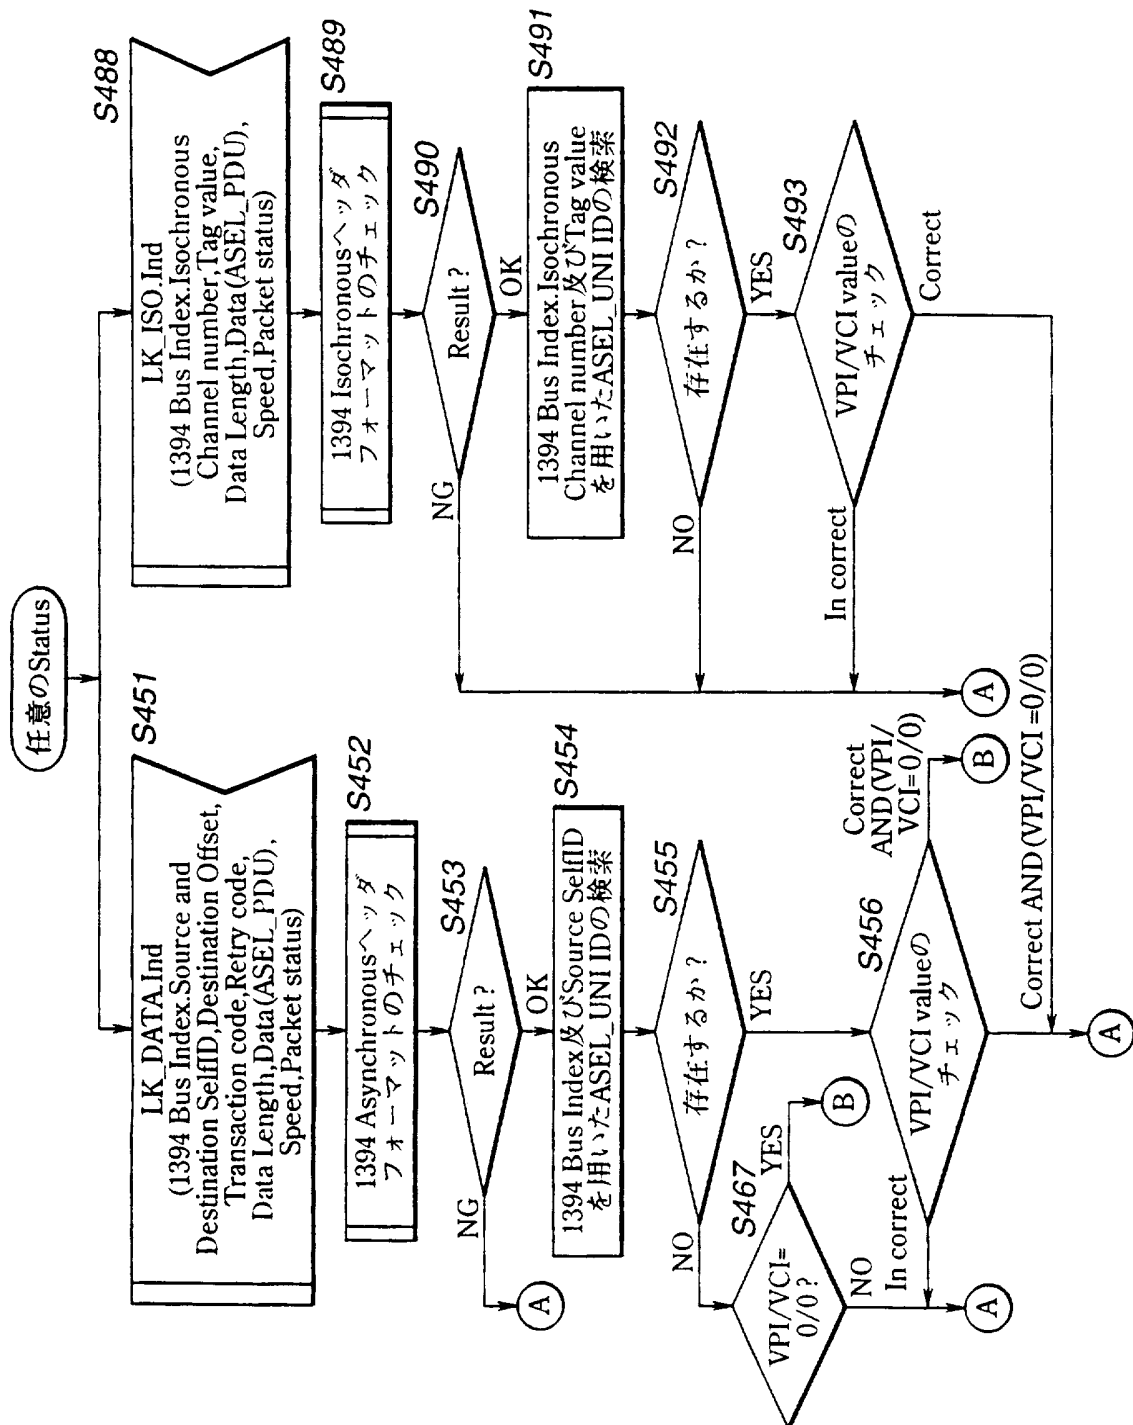 任意のStatus
S451
LK_DATA.Ind
(1394 Bus Index.Source and
Destination SelfID,Destination Offset,
Transaction code,Retry code,
Data Length,Data(ASEL_PDU),
Speed,Packet status)
S452
1394 Asynchronousヘッダ
フォーマットのチェック
S453
Result?
NG
OK
A
S454
1394 Bus Index及びSource SelfID
を用いたASEL_UNI IDの検索
S455
存在するか?
NO
YES
S467
VPI/VCI=
0/0?
YES
B
NO
S456
VPI/VCI valueの
チェック
In correct
A
Correct
AND(VPI/
VCI=0/0)
B
Correct AND(VPI/VCI=0/0)
A
S488
LK_ISO.Ind
(1394 Bus Index.Isochronous
Channel number,Tag value,
Data Length,Data(ASEL_PDU),
Speed,Packet status)
S489
1394 Isochronousヘッダ
フォーマットのチェック
S490
Result?
NG
OK
S491
1394 Bus Index.Isochronous
Channel number及びTag value
を用いたASEL_UNI IDの検索
S492
存在するか?
NO
YES
S493
VPI/VCI valueの
チェック
In correct
Correct
A